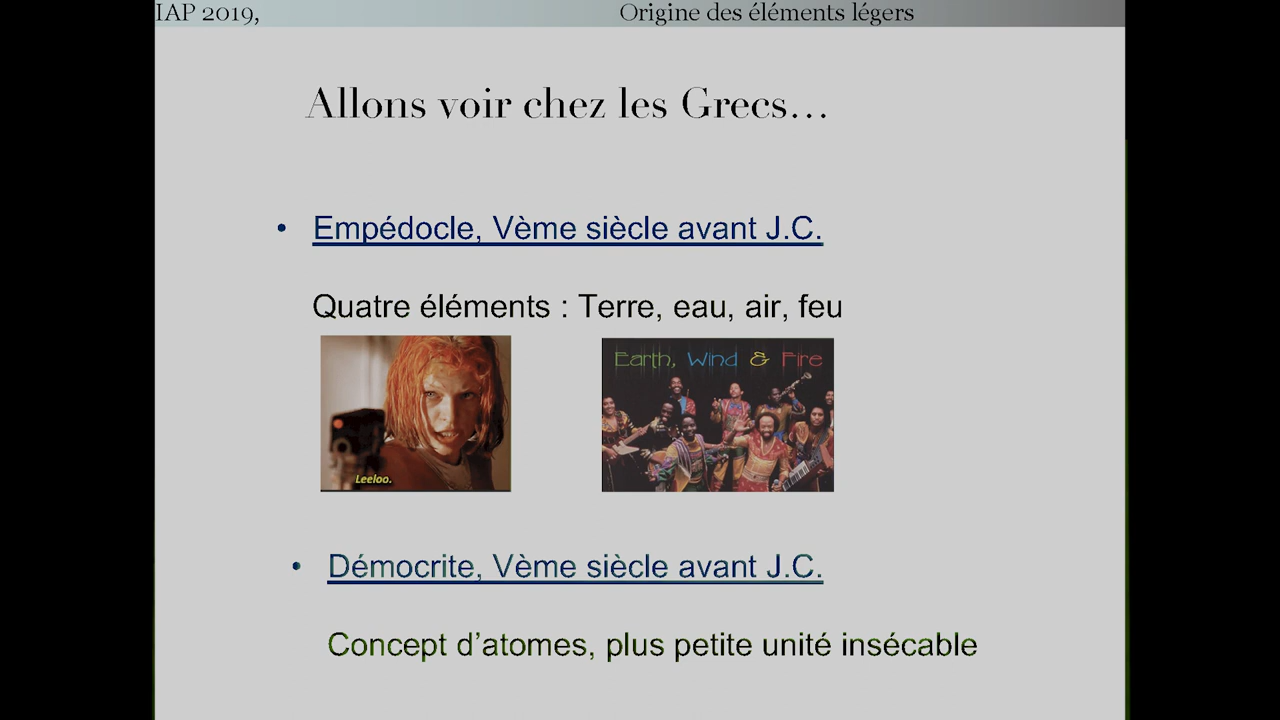 IAP 2019,
Origine des éléments légers
Allons voir chez les Grecs…
• Empédocle, Vème siècle avant J.C.
Quatre éléments : Terre, eau, air, feu
Earth, Wind & Fire
Leeloo.
• Démocrite, Vème siècle avant J.C.
Concept d’atomes, plus petite unité insécable